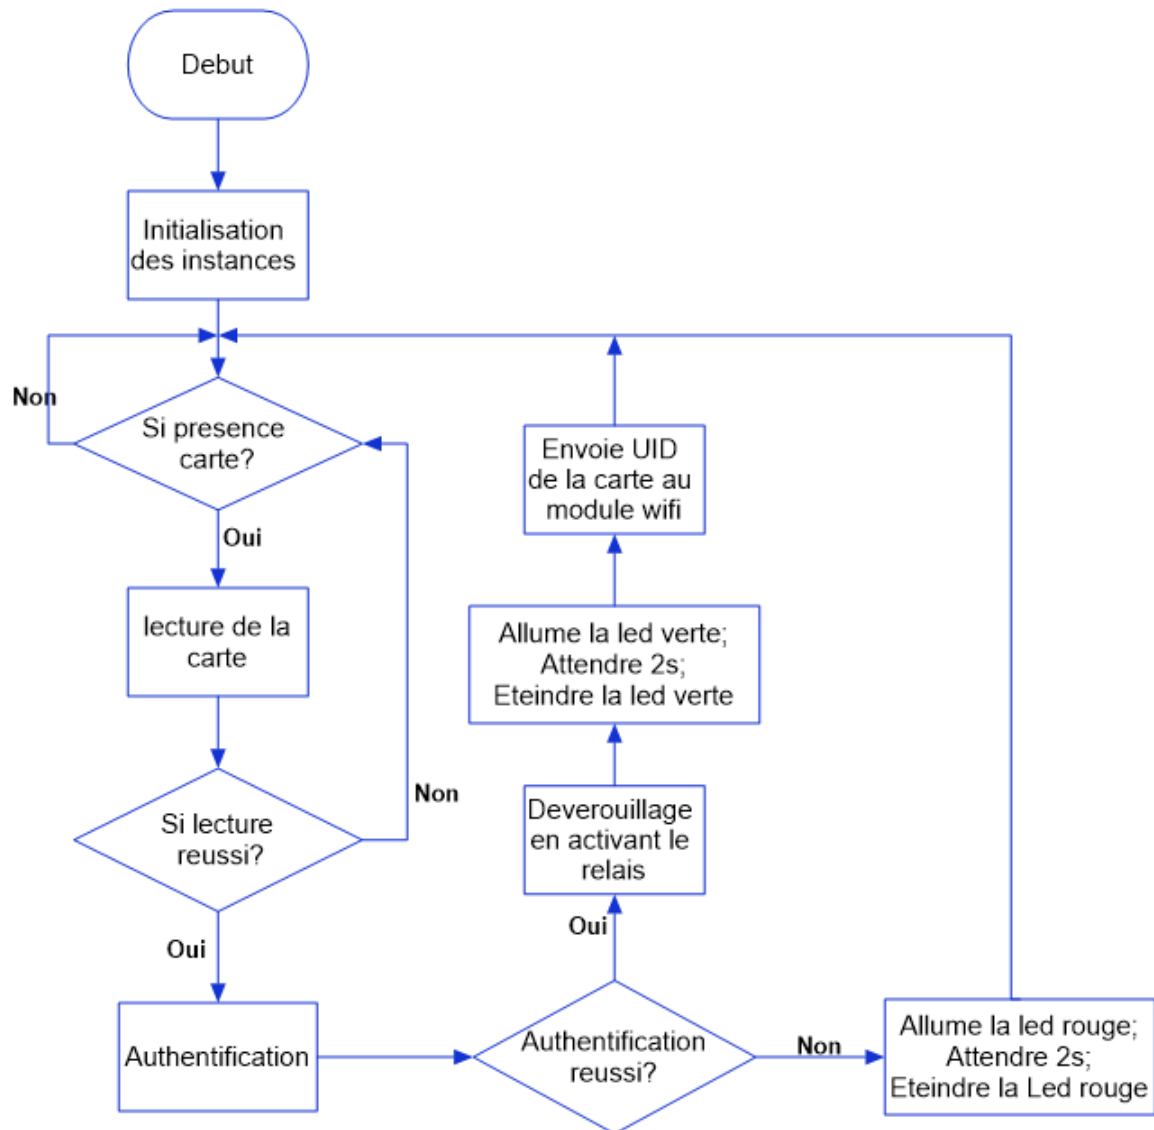 Debut
Initialisation
des instances
Non
Si presence
carte?
Oui
lecture de la
carte
Si lecture
reussi?
Non
Oui
Authentification
Authentification
reussi?
Oui
Deverouillage
en activant le
relais
Allume la led verte;
Attendre 2s;
Eteindre la led verte
Envoie UID
de la carte au
module wifi
Non
Allume la led rouge;
Attendre 2s;
Eteindre la Led rouge